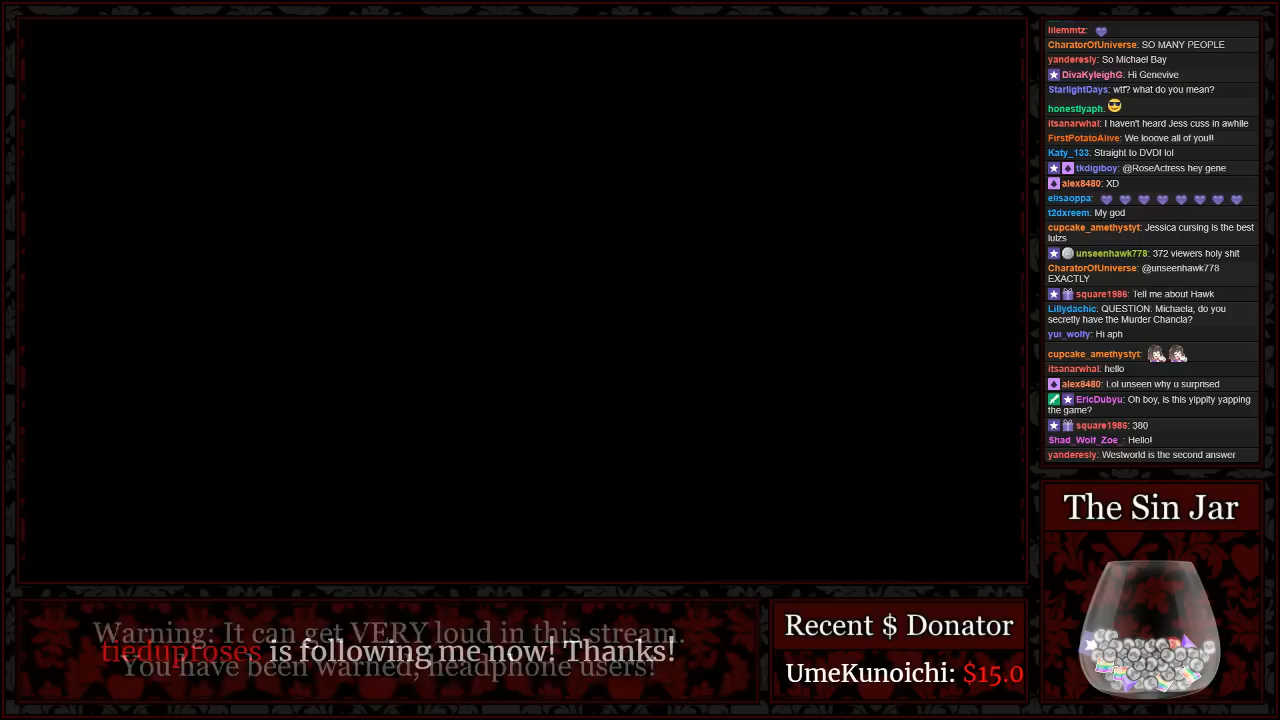 lilemmtz:
CharatorOfUniverse: SO MANY PEOPLE
yanderesly: So Michael Bay
DivaKyleighG: Hi Genevive
StarlightDays: wtf? what do you mean?
honestlyaph:
itsanarwhal: I haven't heard Jess cuss in awhile
FirstPotatoAlive: We looove all of you!!
Katy_133: Straight to DVD! lol
tkdigiboy: @RoseActress hey gene
alex8480: XD
elisaoppa:
t2dxreem: My god
cupcake_amethystyt: Jessica cursing is the best
lulzs
unseenhawk778: 372 viewers holy shit
CharatorOfUniverse: @unseenhawk778
EXACTLY
square1986: Tell me about Hawk
Lillydachic: QUESTION: Michaela, do you
secretly have the Murder Chancla?
yui_wolfy: Hi aph
cupcake_amethystyt:
itsanarwhal: hello
alex8480: Lol unseen why u surprised
EricDubyu: Oh boy, is this yippity yapping
the game?
square1986: 380
Shad_Wolf_Zoe_: Hello!
yanderesly: Westworld is the second answer
The Sin Jar
Warning: It can get VERY loud in this stream.
tieduproses is following me now! Thanks!
You have been warned, headphone users!
Recent $ Donator
UmeKunoichi: $15.0